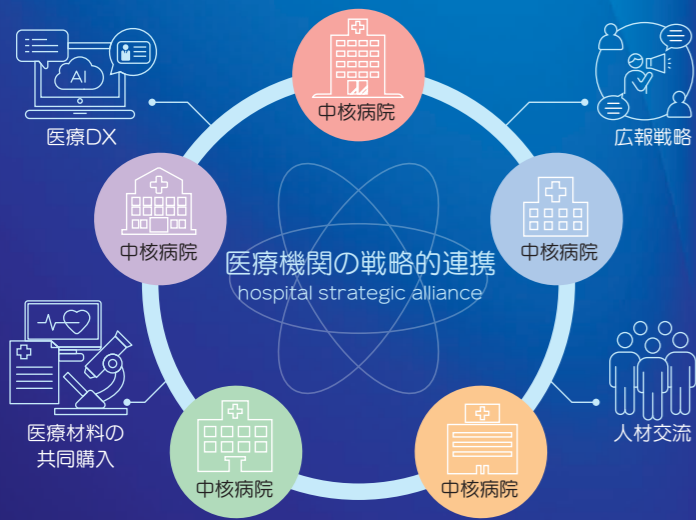 AI
医療DX
中核病院
広報戦略
中核病院
中核病院
医療機関の戦略的連携
hospital strategic alliance
医療材料の
共同購入
中核病院
中核病院
人材交流